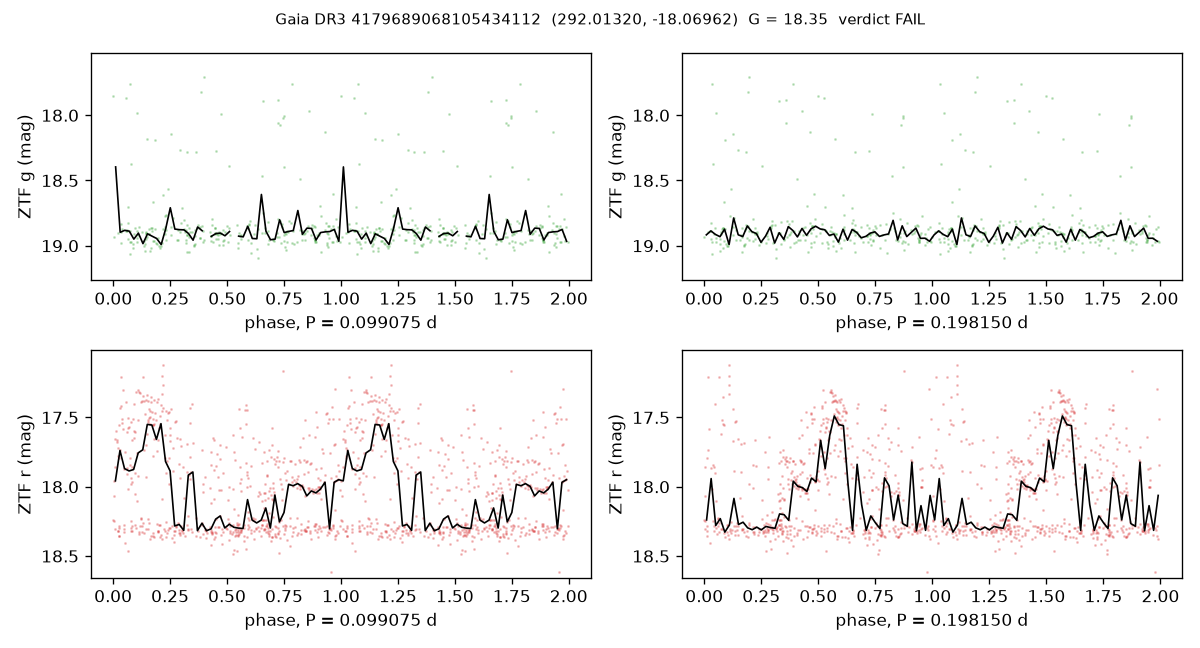 Gaia DR3 4179689068105434112 (292.01320, -18.06962) G = 18.35 verdict FAIL
ZTF g (mag)
18.0
18.5
19.0
0.00 0.25 0.50 0.75 1.00 1.25 1.50 1.75 2.00
phase, P = 0.099075 d
ZTF g (mag)
18.0
18.5
19.0
0.00 0.25 0.50 0.75 1.00 1.25 1.50 1.75 2.00
phase, P = 0.198150 d
ZTF r (mag)
17.5
18.0
18.5
0.00 0.25 0.50 0.75 1.00 1.25 1.50 1.75 2.00
phase, P = 0.099075 d
ZTF r (mag)
17.5
18.0
18.5
0.00 0.25 0.50 0.75 1.00 1.25 1.50 1.75 2.00
phase, P = 0.198150 d